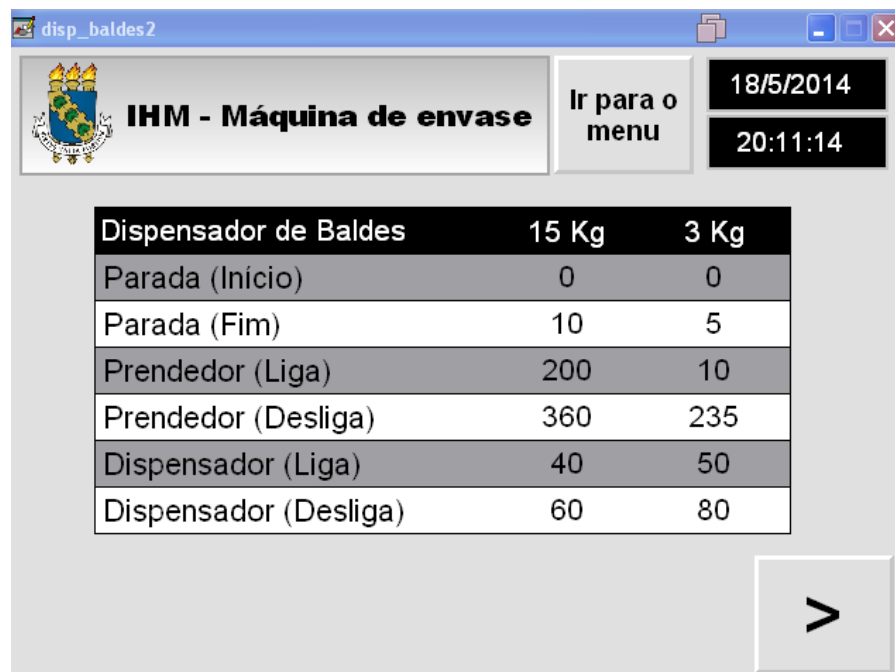 disp_baldes2
IHM - Máquina de envase
Ir para o
menu
18/5/2014
20:11:14
Dispensador de Baldes 15 Kg 3 Kg
Parada (Início) 0 0
Parada (Fim) 10 5
Prendedor (Liga) 200 10
Prendedor (Desliga) 360 235
Dispensador (Liga) 40 50
Dispensador (Desliga) 60 80
>